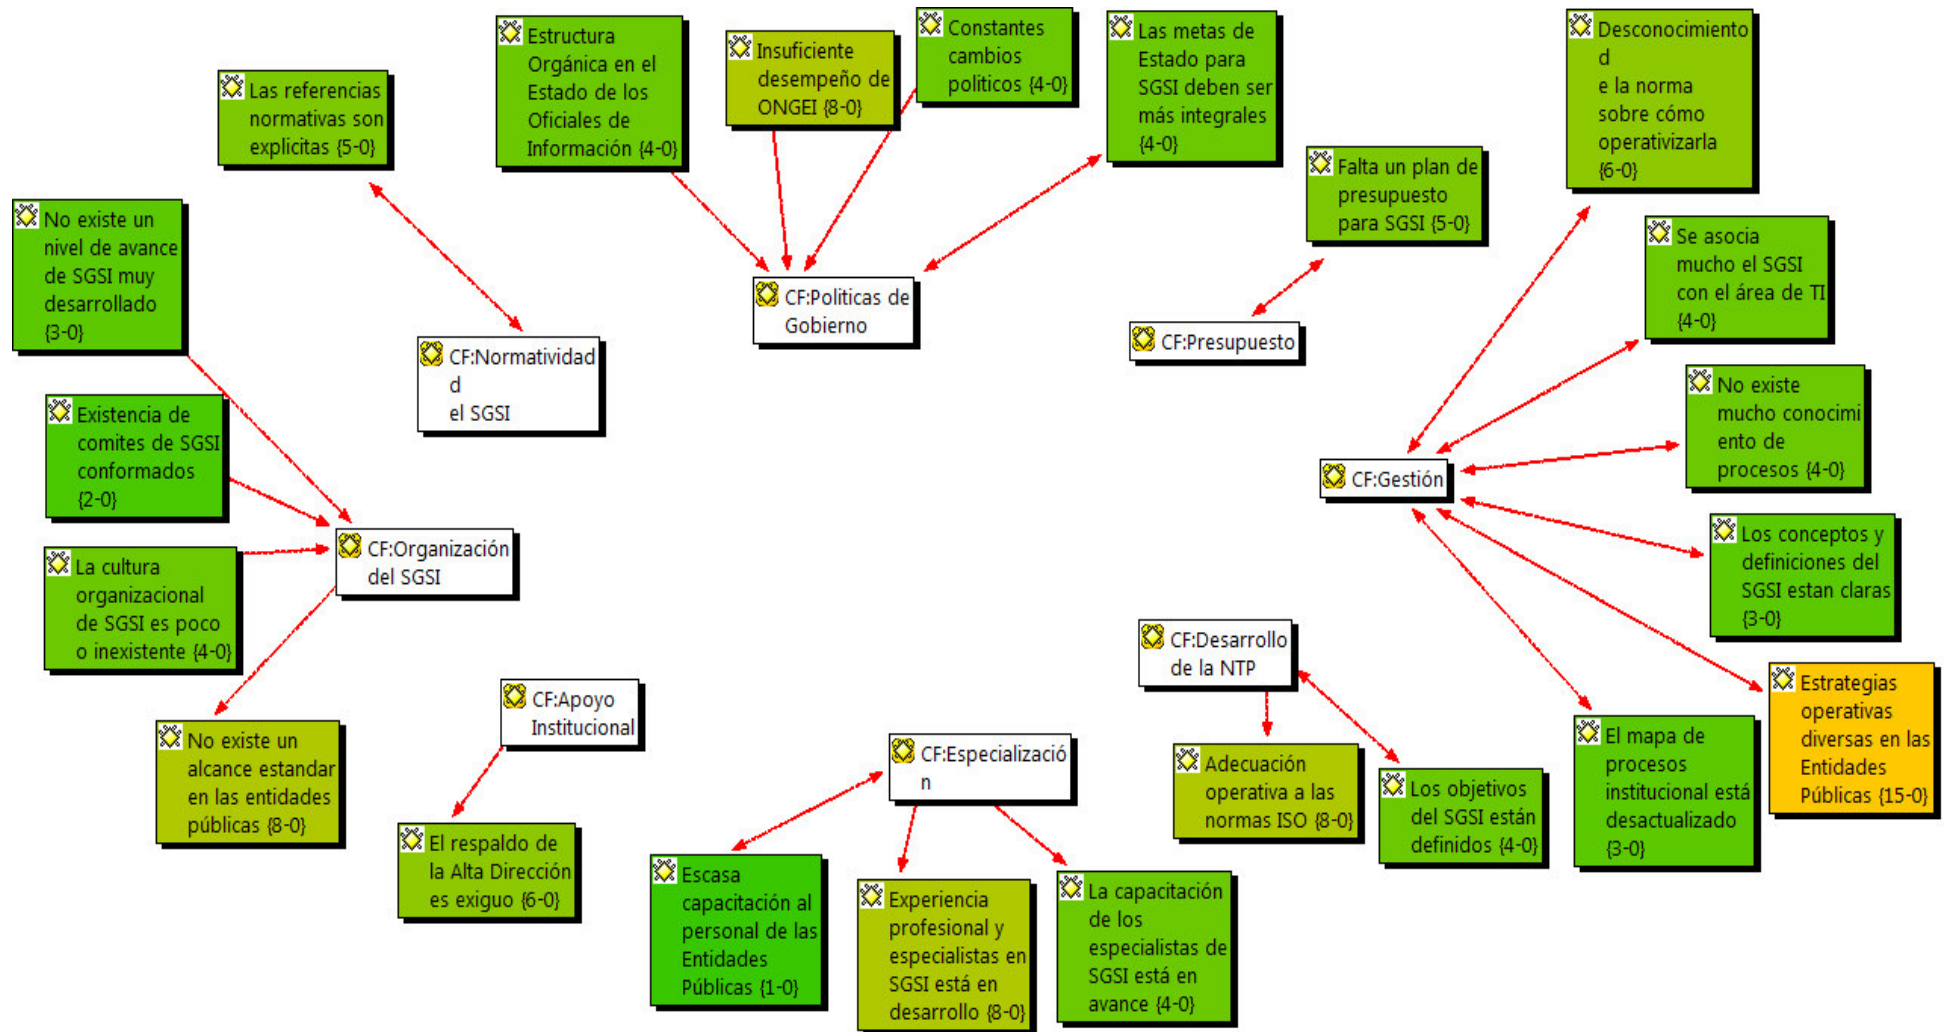 Estructura
Orgánica en el
Estado de los
Oficiales de
Información {4-0}
Insuficiente
desempeño de
ONGEI {8-0}
Constantes
cambios
politicos {4-0}
Las metas de
Estado para
SGSI deben ser
más integrales
{4-0}
Desconocimiento
d
e la norma
sobre cómo
operativizarla
{6-0}
Las referencias
normativas son
explicitas {5-0}
Falta un plan de
presupuesto
para SGSI {5-0}
No existe un
nivel de avance
de SGSI muy
desarrollado
{3-0}
Se asocia
mucho el SGSI
con el área de TI
{4-0}
CF:Politicas de
Gobierno
CF:Normatividad
d
el SGSI
CF:Presupuesto
No existe
mucho conocimi
ento de
procesos {4-0}
Existencia de
comites de SGSI
conformados
{2-0}
CF:Gestión
CF:Organización
del SGSI
Los conceptos y
definiciones del
SGSI estan claras
{3-0}
La cultura
organizacional
de SGSI es poco
o inexistente {4-0}
CF:Desarrollo
de la NTP
Estrategias
operativas
diversas en las
Entidades
Públicas {15-0}
CF:Apoyo
Institucional
No existe un
alcance estandar
en las entidades
públicas {8-0}
CF:Especializació
n
Adecuación
operativa a las
normas ISO {8-0}
Los objetivos
del SGSI están
definidos {4-0}
El mapa de
procesos
institucional está
desactualizado
{3-0}
El respaldo de
la Alta Dirección
es exiguo {6-0}
Escasa
capacitación al
personal de las
Entidades
Públicas {1-0}
Experiencia
profesional y
especialistas en
SGSI está en
desarrollo {8-0}
La capacitación
de los
especialistas de
SGSI está en
avance {4-0}